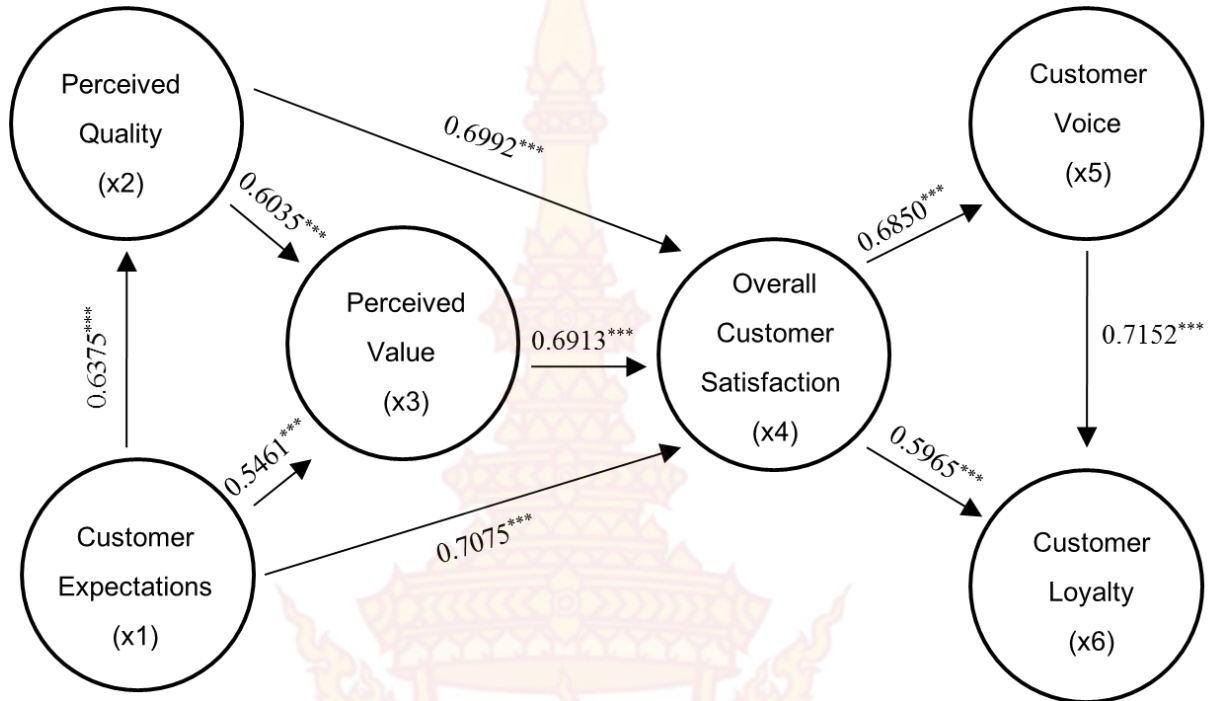 Perceived
Quality
(x2)
0.6992***
0.6035***
Perceived
Value
(x3)
0.6375***
0.5461***
Customer
Expectations
(x1)
0.7075***
0.6913***
Overall
Customer
Satisfaction
(x4)
0.6850***
Customer
Voice
(x5)
0.7152***
0.5965***
Customer
Loyalty
(x6)